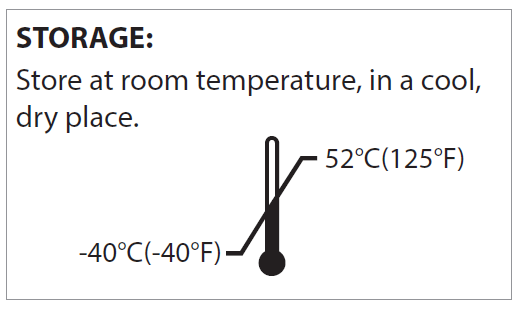 STORAGE:
Store at room temperature, in a cool,
dry place.
52°C(125°F)
-40°C(-40°F)